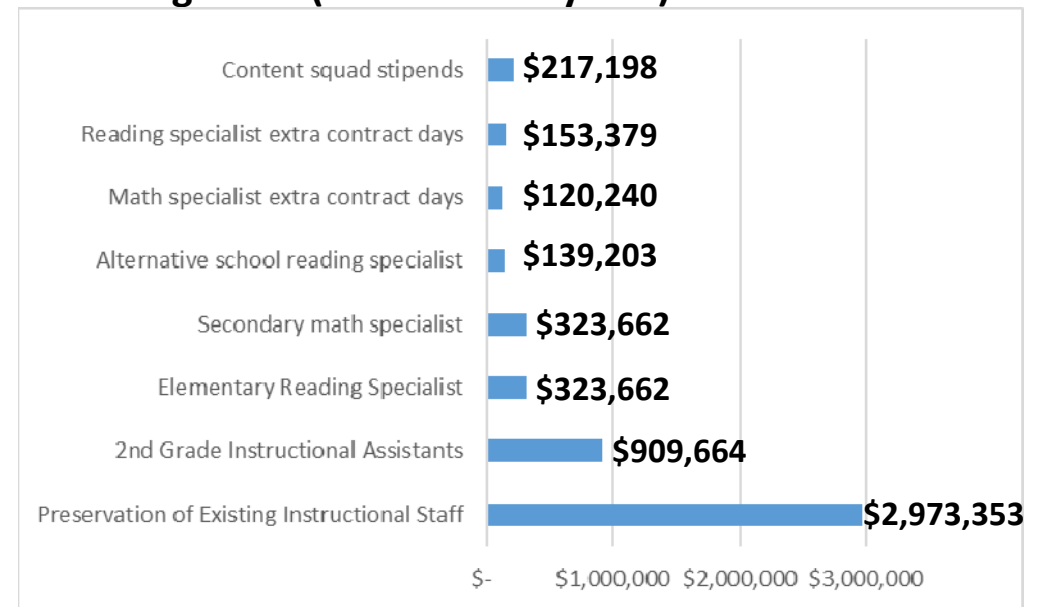 Content squad stipends $217,198
Reading specialist extra contract days $153,379
Math specialist extra contract days $120,240
Alternative school reading specialist $139,203
Secondary math specialist $323,662
Elementary Reading Specialist $323,662
2nd Grade Instructional Assistants $909,664
Preservation of Existing Instructional Staff $2,973,353
$- $1,000,000 $2,000,000 $3,000,000